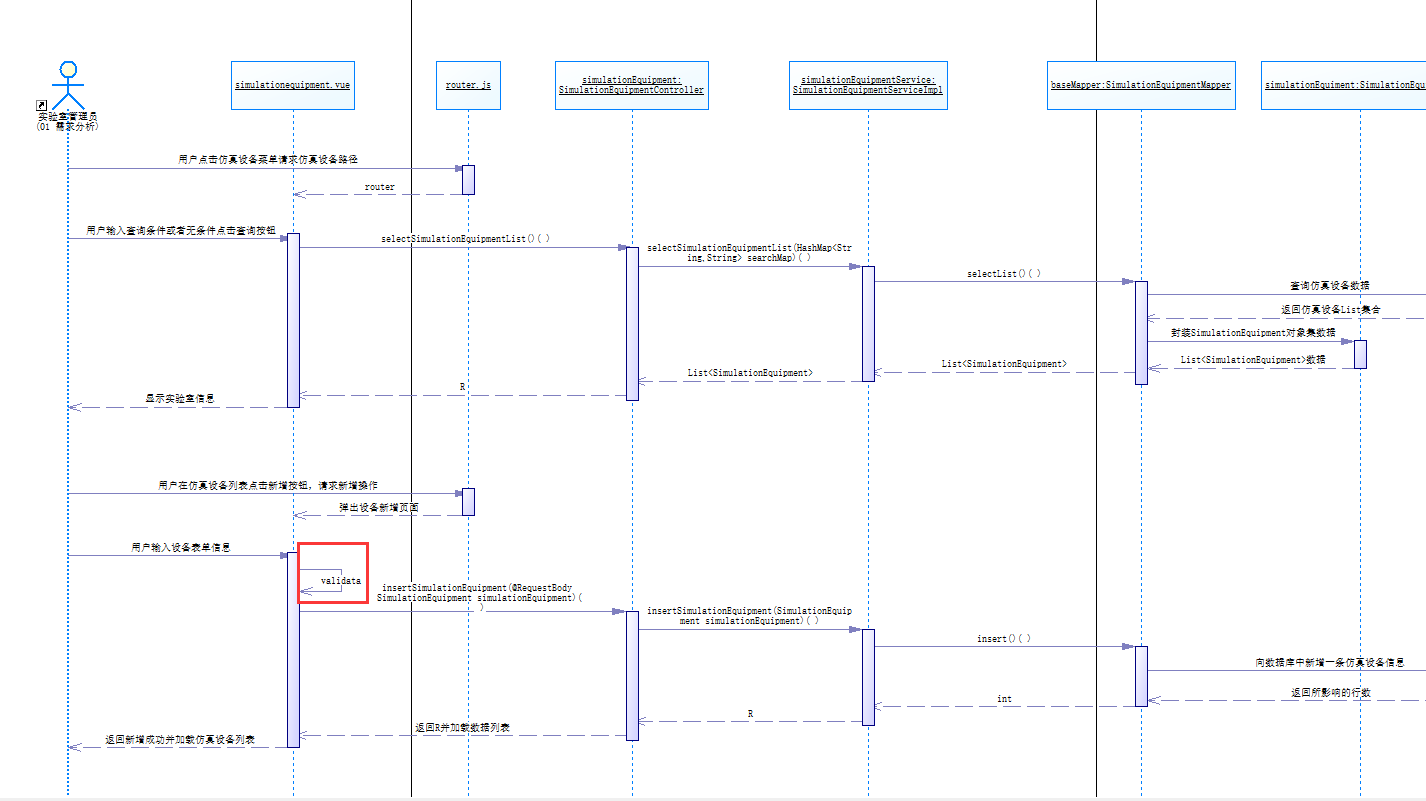 simulationequipment.vue
router.js
simulationEquipment:
SimulationEquipmentController
simulationEquipmentService:
SimulationEquipmentServiceImpl
baseMapper:SimulationEquipmentMapper
simulationEquiment:SimulationEqu
实验室管理员
(01 需求分析)
用户点击仿真设备菜单请求仿真设备路径
router
用户输入查询条件或者无条件点击查询按钮
selectSimulationEquipmentList()()
selectSimulationEquipmentList(HashMap<Str
ing,String> searchMap)()
selectList()()
查询仿真设备数据
返回仿真设备List集合
封装SimulationEquipment对象集数据
List<SimulationEquipment>数据
List<SimulationEquipment>
List<SimulationEquipment>
R
显示实验室信息
用户在仿真设备列表点击新增按钮，请求新增操作
弹出设备新增页面
用户输入设备表单信息
validata
insertSimulationEquipment(@RequestBody
SimulationEquipment simulationEquipment)(
)
insertSimulationEquipment(SimulationEquip
ment simulationEquipment)()
insert()()
向数据库中新增一条仿真设备信息
返回所影响的行数
int
R
返回R并加载数据列表
返回新增成功并加载仿真设备列表